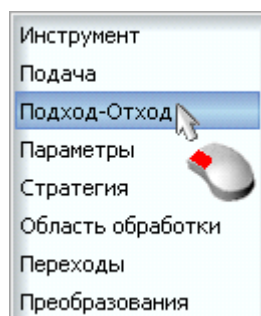 Инструмент
Подача
Подход-Отход
Параметры
Стратегия
Область обработки
Переходы
Преобразования